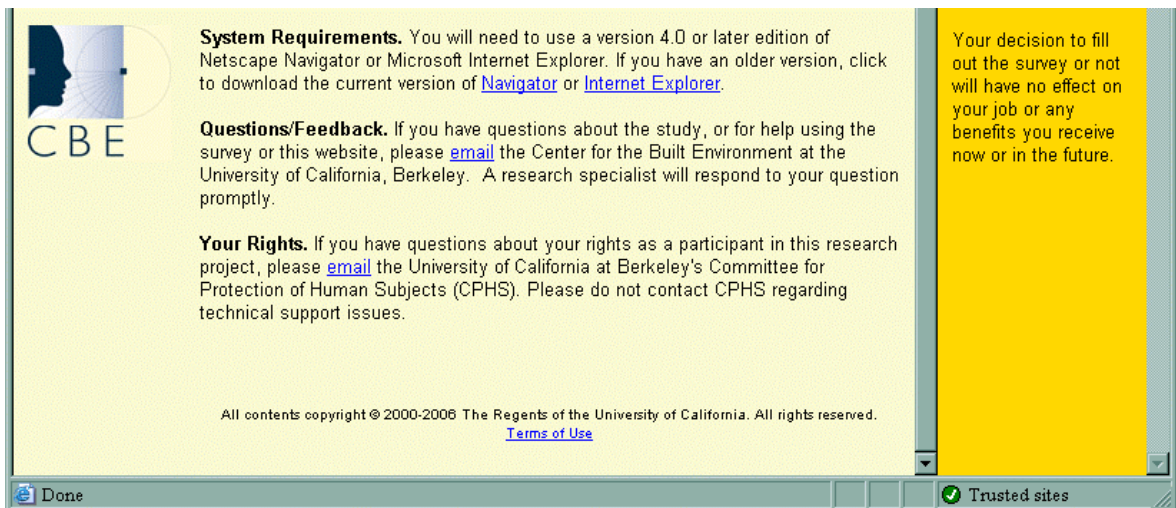 System Requirements. You will need to use a version 4.0 or later edition of
Netscape Navigator or Microsoft Internet Explorer. If you have an older version, click
to download the current version of Navigator or Internet Explorer.
CBE
Questions/Feedback. If you have questions about the study, or for help using the
survey or this website, please email the Center for the Built Environment at the
University of California, Berkeley.  A research specialist will respond to your question
promptly.
Your Rights. If you have questions about your rights as a participant in this research
project, please email the University of California at Berkeley's Committee for
Protection of Human Subjects (CPHS). Please do not contact CPHS regarding
technical support issues.
All contents copyright © 2000-2006 The Regents of the University of California. All rights reserved.
Terms of Use
Your decision to fill
out the survey or not
will have no effect on
your job or any
benefits you receive
now or in the future.
Done
Trusted sites